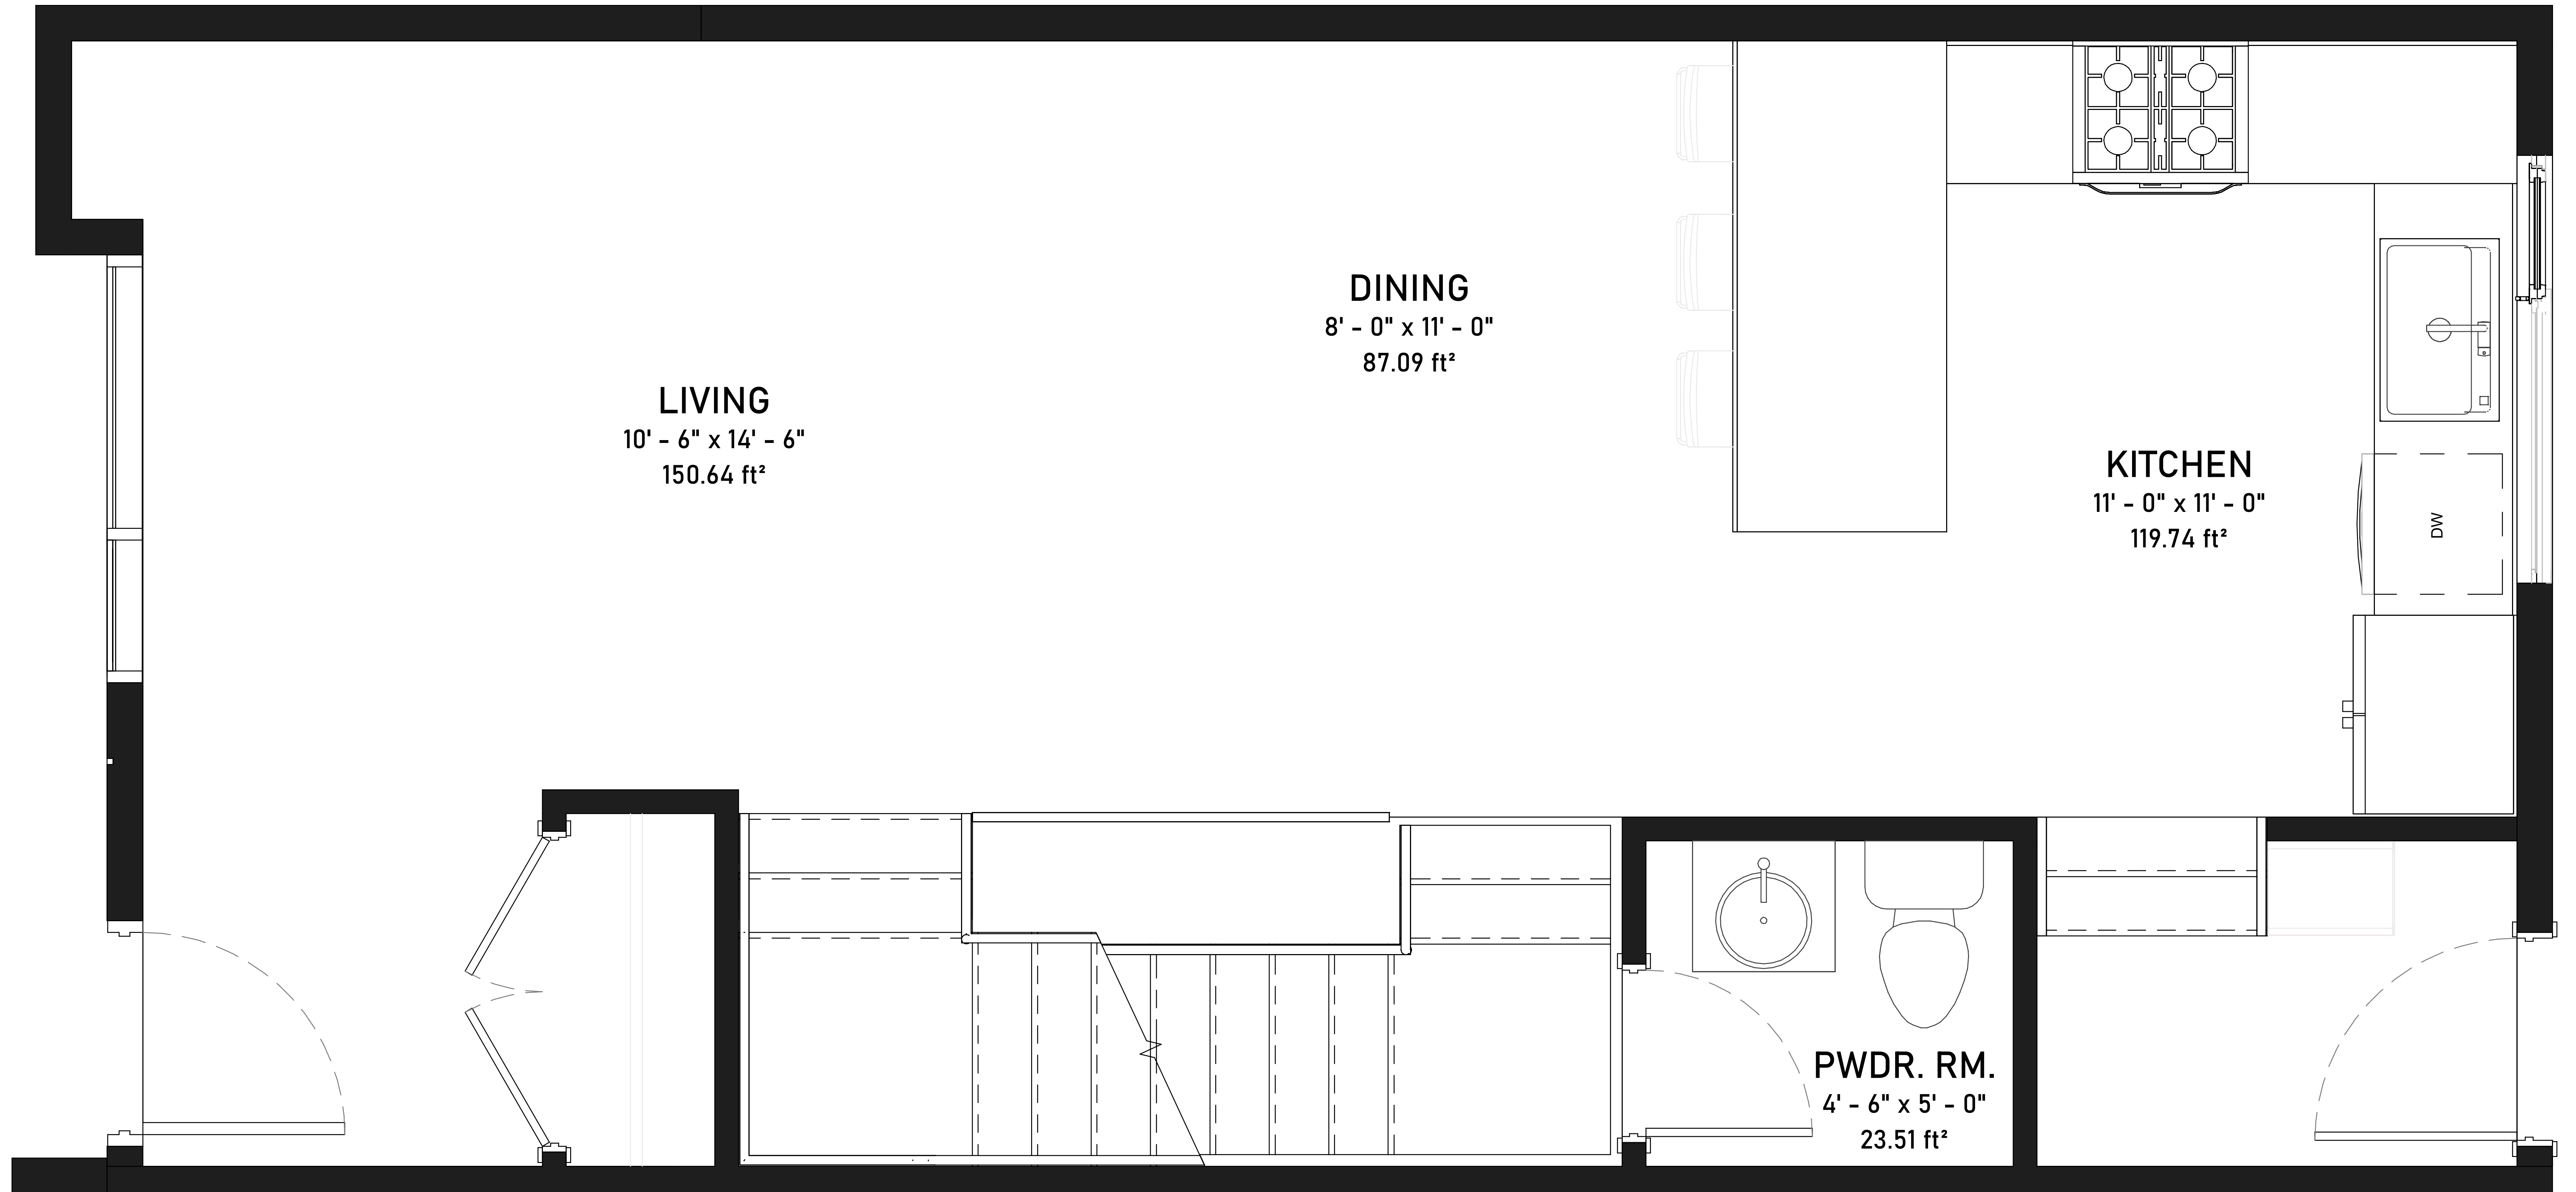 DINING
8' - 0" x 11' - 0"
87.09 ft²
LIVING
10' - 6" x 14' - 6"
150.64 ft²
KITCHEN
11' - 0" x 11' - 0"
119.74 ft²
DW
PWDR. RM.
4' - 6" x 5' - 0"
23.51 ft²